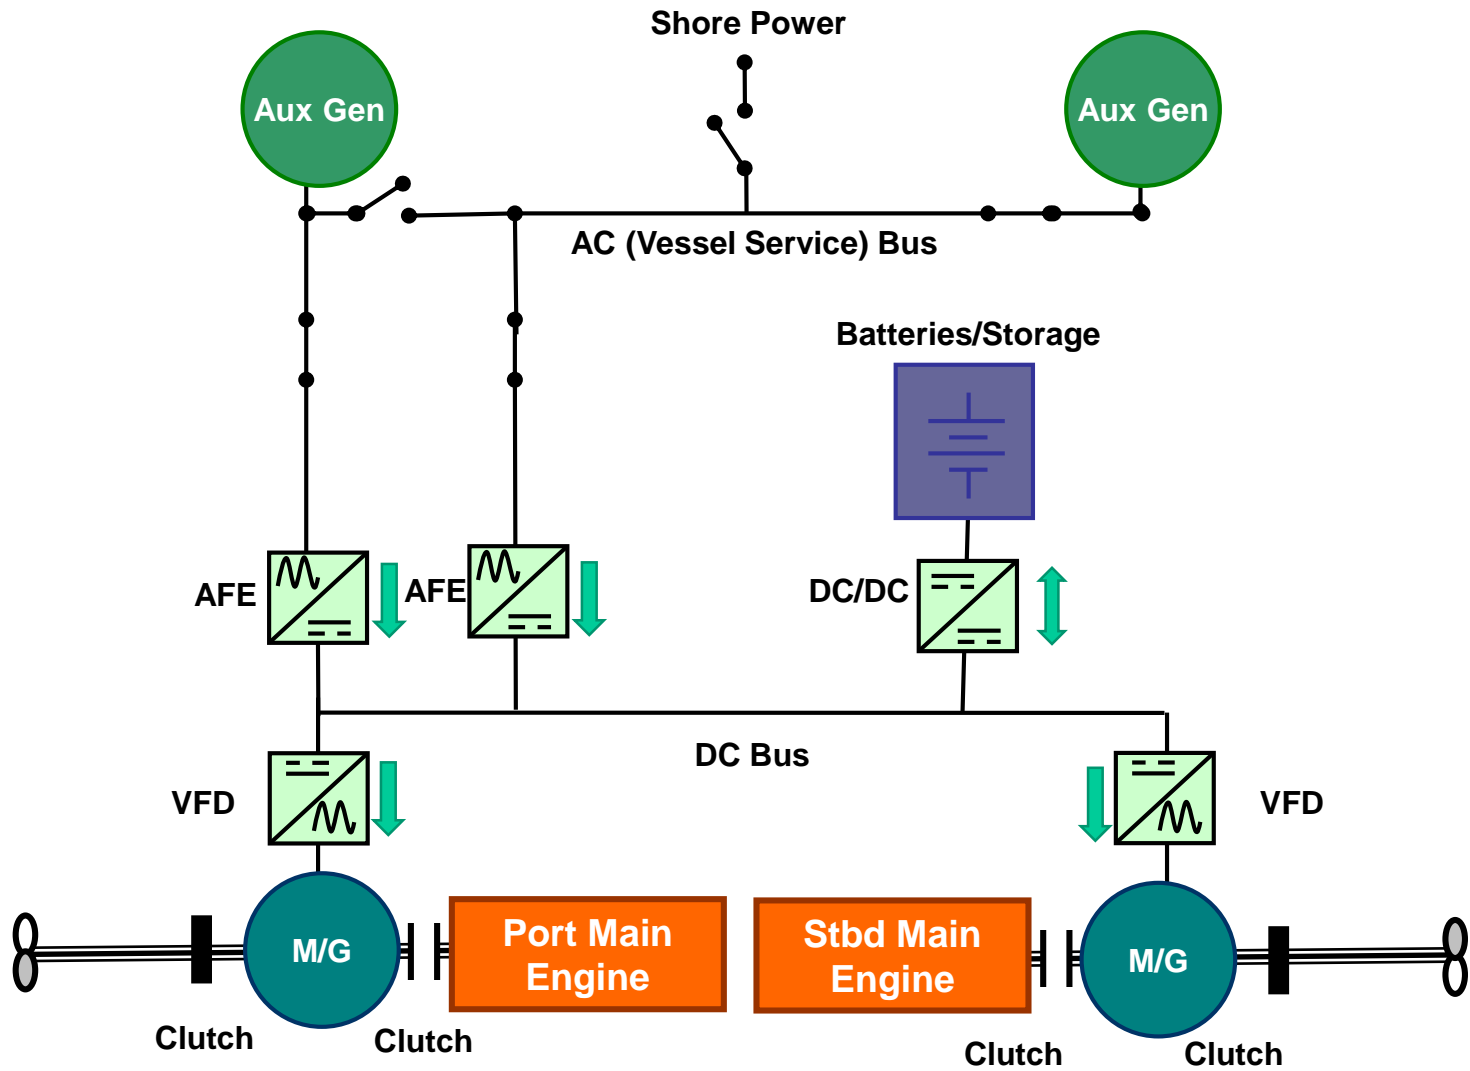 Shore Power
Aux Gen
Aux Gen
AC (Vessel Service) Bus
Batteries/Storage
AFE
AFE
DC/DC
DC Bus
VFD
VFD
M/G
Port Main
Engine
Stbd Main
Engine
M/G
Clutch
Clutch
Clutch
Clutch